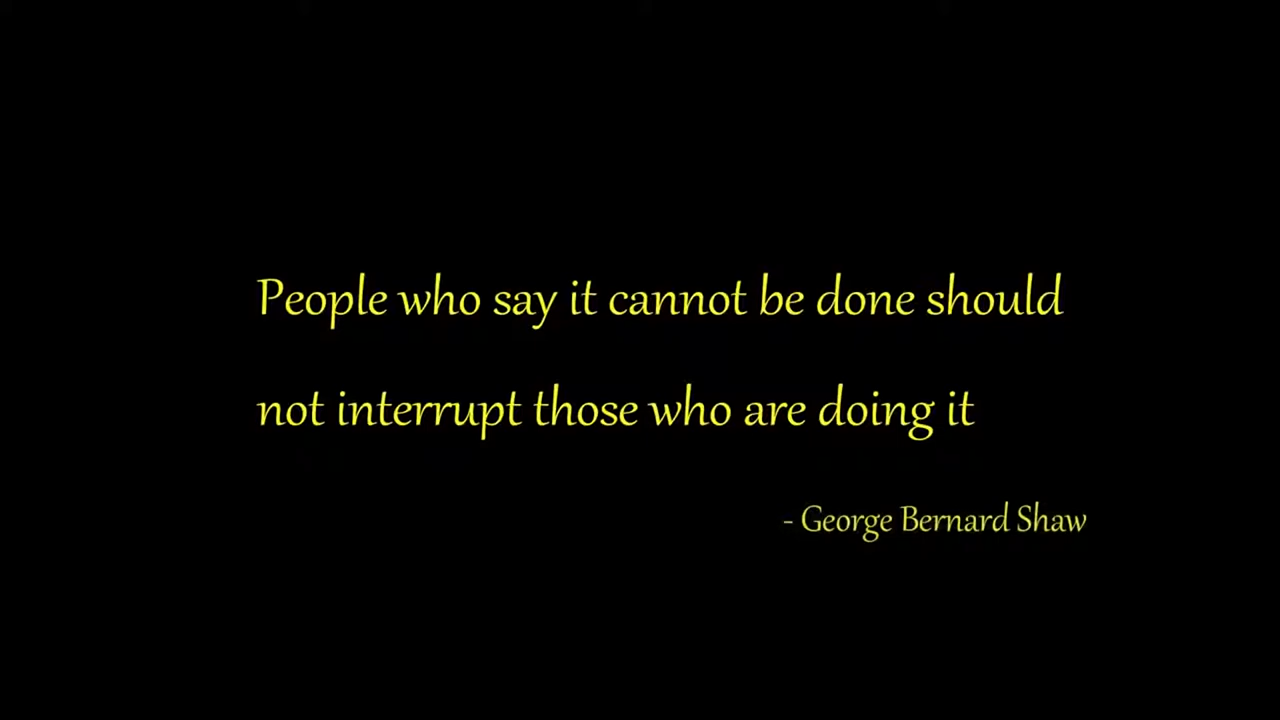 People who say it cannot be done should
not interrupt those who are doing it
- George Bernard Shaw